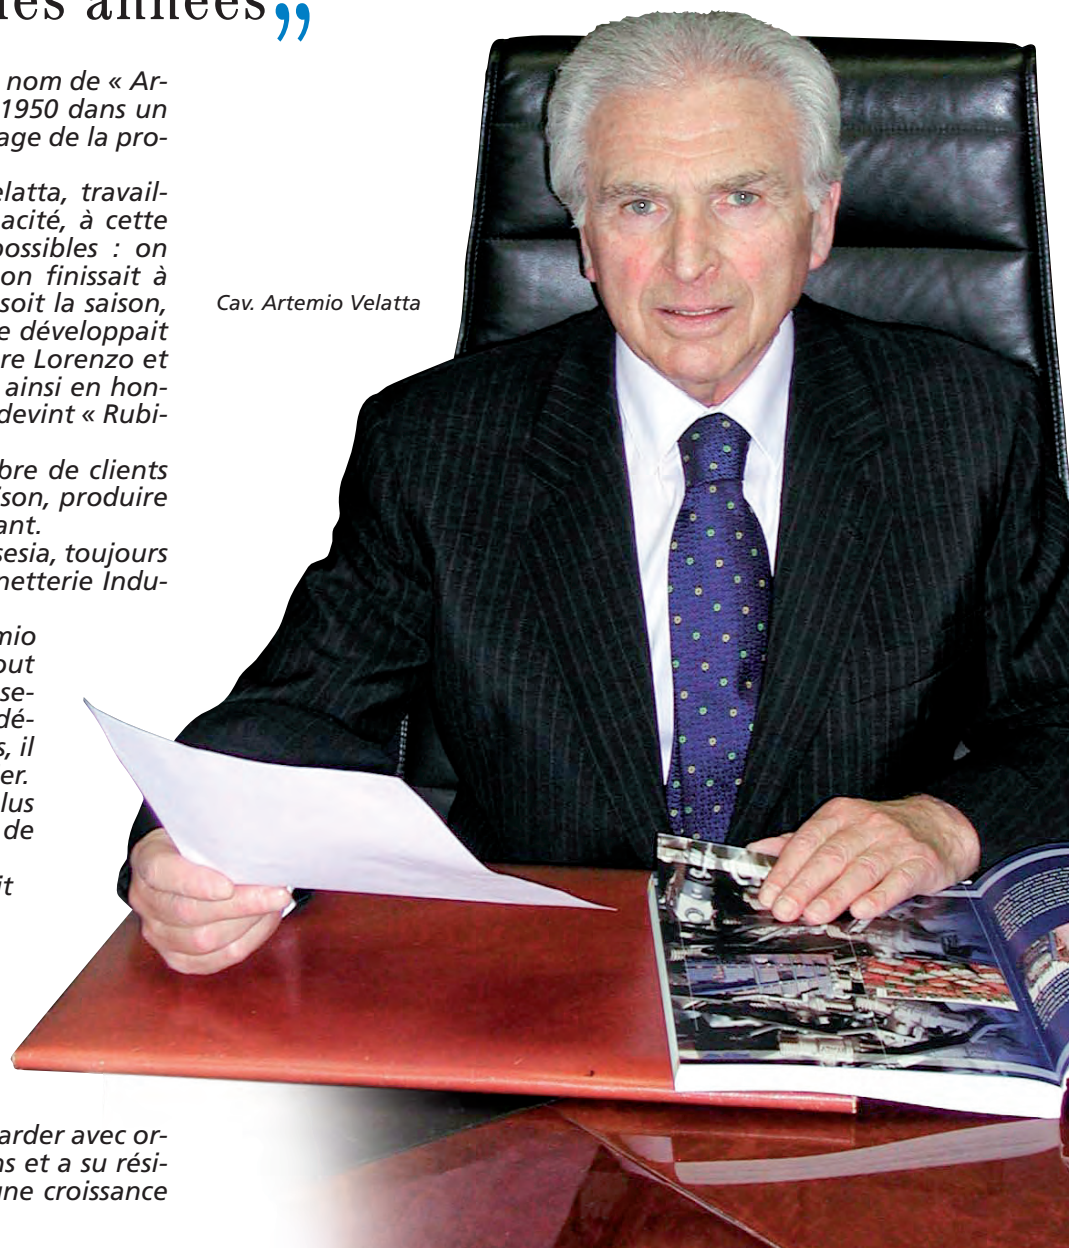 les années”
nom de « Ar-
1950 dans un
age de la pro-
elatta, travail-
acité, à cette
possibles : on
on finissait à
soit la saison,
e développait
re Lorenzo et
ainsi en hon-
devint « Rubi-
bre de clients
ison, produire
ant.
sesia, toujours
netterie Indu-
mio
out
se-
dé-
s, il
er.
lus
de
it
arder avec or-
ns et a su rési-
une croissance
Cav. Artemio Velatta